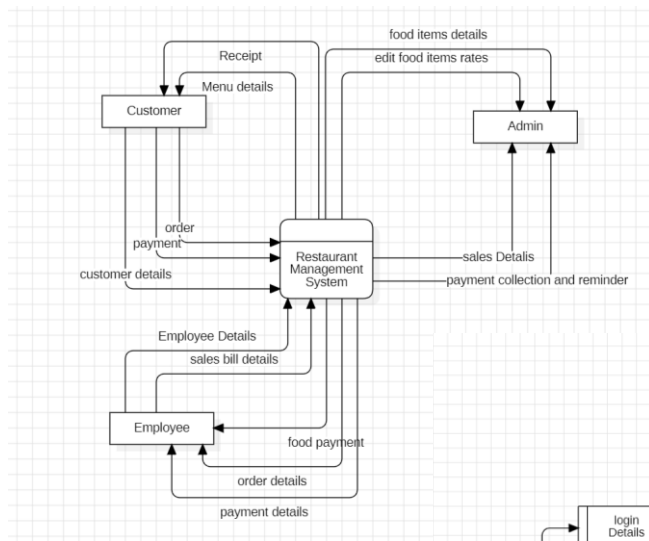 food items details
Receipt
edit food items rates
Menu details
Customer
Admin
order
payment
customer details
Restaurant
Management
System
sales Detalis
payment collection and reminder
Employee Details
sales bill details
Employee
food payment
order details
payment details
login
Details